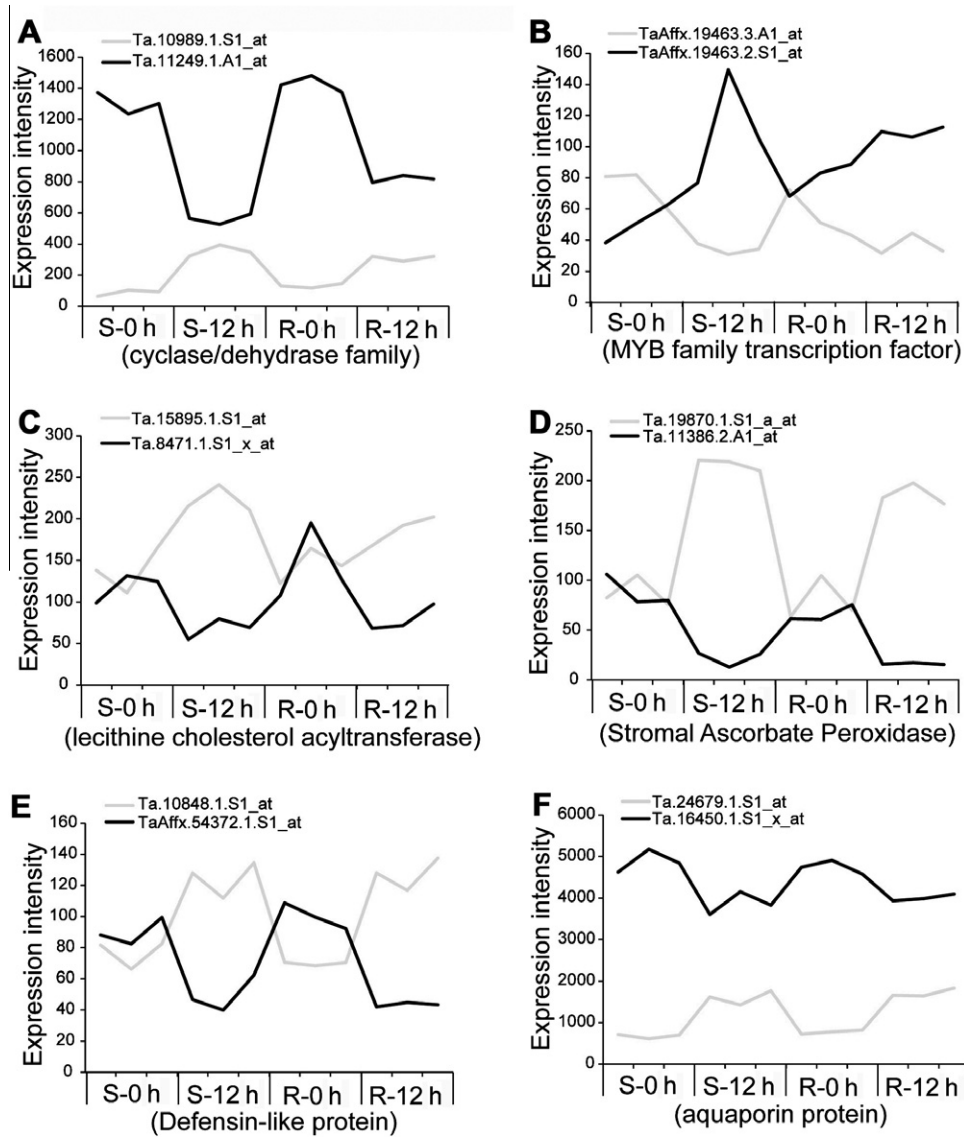 A
Ta.10989.1.S1_at
Ta.11249.1.A1_at
Expression intensity
1600
1400
1200
1000
800
600
400
200
0
S-0 h S-12 h R-0 h R-12 h
(cyclase/dehydrase family)
B
TaAffx.19463.3.A1_at
TaAffx.19463.2.S1_at
Expression intensity
160
140
120
100
80
60
40
20
0
S-0 h S-12 h R-0 h R-12 h
(MYB family transcription factor)
C
Ta.15895.1.S1_at
Ta.8471.1.S1_x_at
Expression intensity
300
250
200
150
100
50
0
S-0 h S-12 h R-0 h R-12 h
(lecithine cholesterol acyltransferase)
D
Ta.19870.1.S1_a_at
Ta.11386.2.A1_at
Expression intensity
250
200
150
100
50
0
S-0 h S-12 h R-0 h R-12 h
(Stromal Ascorbate Peroxidase)
E
Ta.10848.1.S1_at
TaAffx.54372.1.S1_at
Expression intensity
160
140
120
100
80
60
40
20
0
S-0 h S-12 h R-0 h R-12 h
(Defensin-like protein)
F
Ta.24679.1.S1_at
Ta.16450.1.S1_x_at
Expression intensity
6000
5000
4000
3000
2000
1000
0
S-0 h S-12 h R-0 h R-12 h
(aquaporin protein)